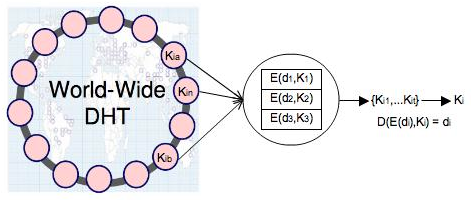 World-Wide
DHT
Kia
Kin
Kib
E(d1,K1)
E(d2,K2)
E(d3,K3)
{Ki1,...Kit}
Ki
D(E(di),Ki) = di